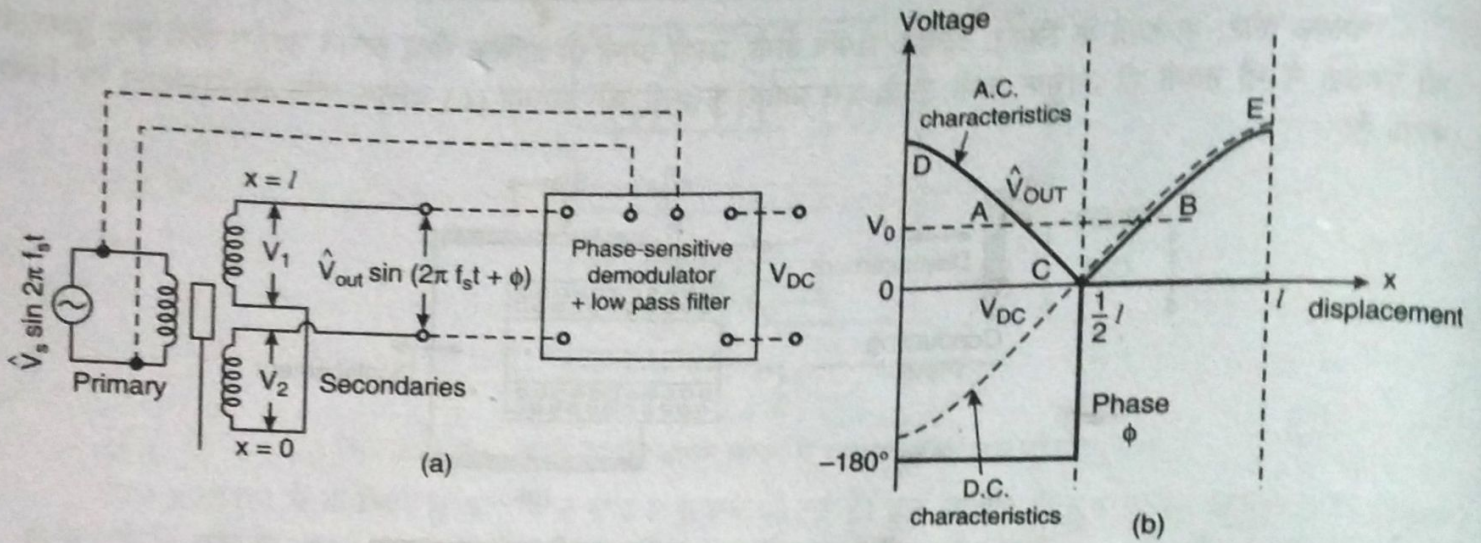 x = l
V̂s sin 2π fst
V1
V̂out sin (2π fst + ϕ)
Phase-sensitive
demodulator
+ low pass filter
VDC
Primary
V2
Secondaries
x = 0
(a)
Voltage
A.C.
characteristics
E
D
V̂OUT
A
B
V0
C
0
x
VDC
1/2 l
l
displacement
Phase
ϕ
–180°
D.C.
characteristics
(b)